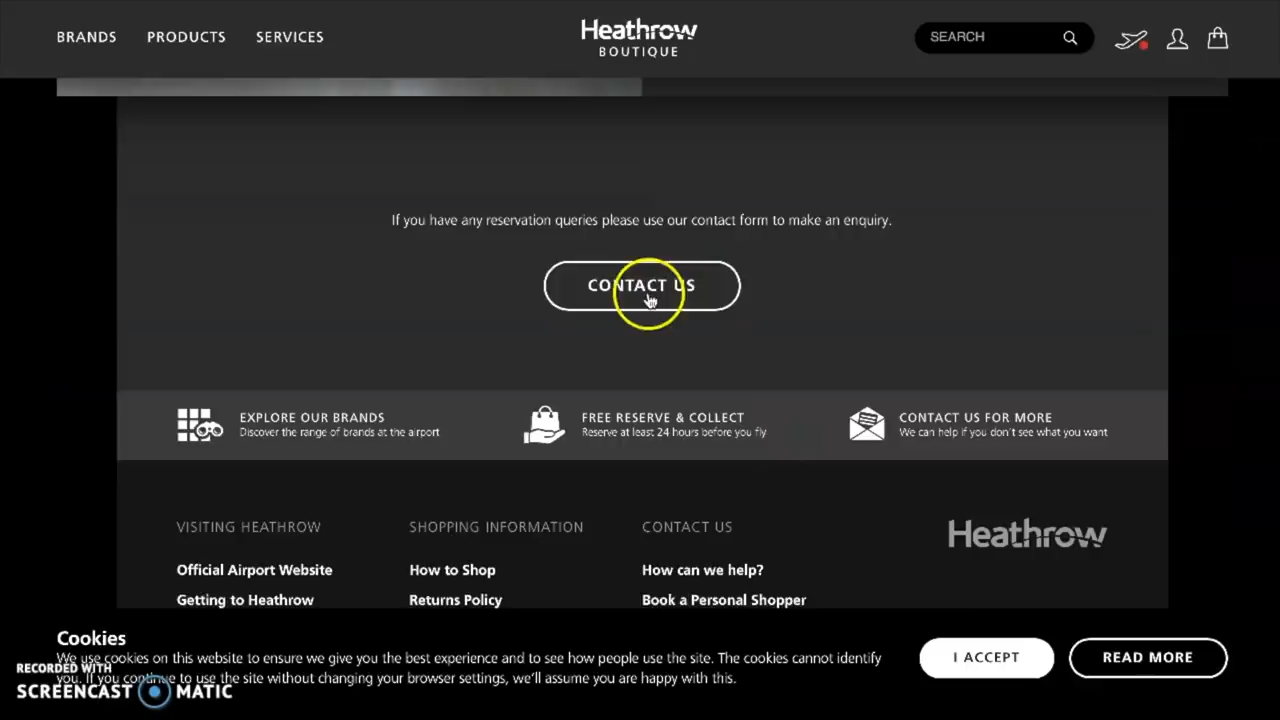 BRANDS PRODUCTS SERVICES
Heathrow
BOUTIQUE
SEARCH
If you have any reservation queries please use our contact form to make an enquiry.
CONTACT US
EXPLORE OUR BRANDS
Discover the range of brands at the airport
FREE RESERVE & COLLECT
Reserve at least 24 hours before you fly
CONTACT US FOR MORE
We can help if you don't see what you want
VISITING HEATHROW
Official Airport Website
Getting to Heathrow
SHOPPING INFORMATION
How to Shop
Returns Policy
CONTACT US
How can we help?
Book a Personal Shopper
Heathrow
Cookies
We use cookies on this website to ensure we give you the best experience and to see how people use the site. The cookies cannot identify
you. If you continue to use the site without changing your browser settings, we'll assume you are happy with this.
I ACCEPT
READ MORE
RECORDED WITH
SCREENCAST MATIC